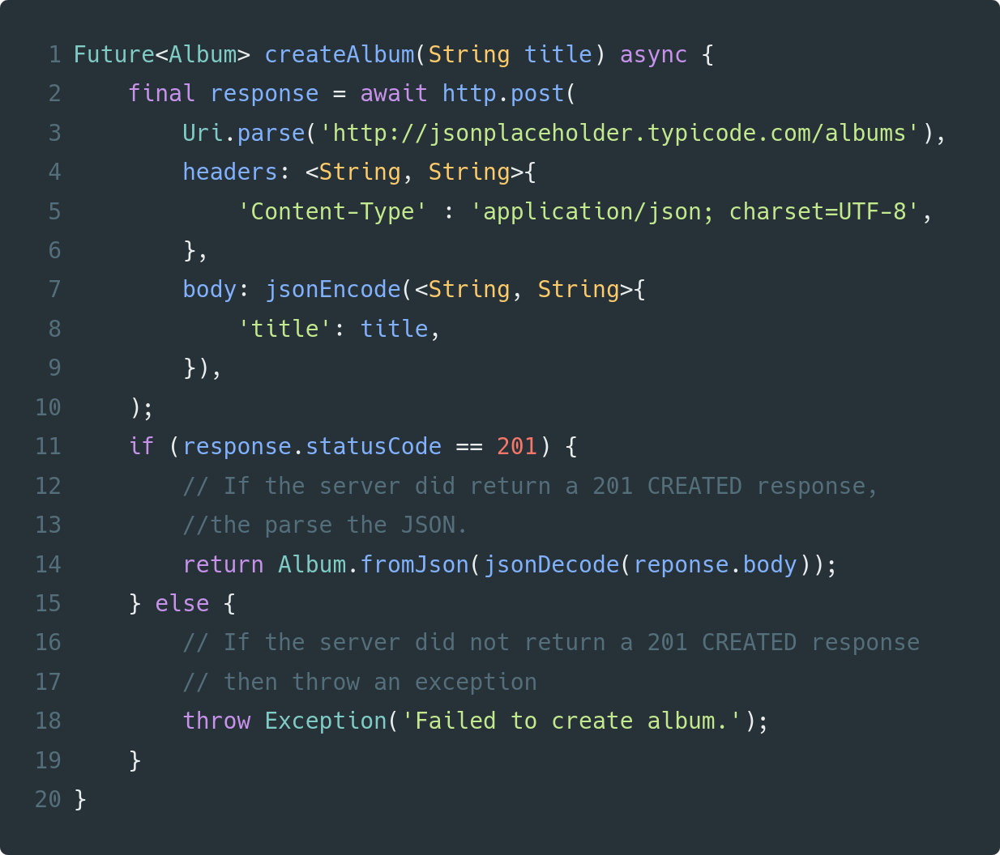 1 Future<Album> createAlbum(String title) async {
2     final response = await http.post(
3         Uri.parse('http://jsonplaceholder.typicode.com/albums'),
4         headers: <String, String>{
5             'Content-Type' : 'application/json; charset=UTF-8',
6         },
7         body: jsonEncode(<String, String>{
8             'title': title,
9         }),
10     );
11     if (response.statusCode == 201) {
12         // If the server did return a 201 CREATED response,
13         //the parse the JSON.
14         return Album.fromJson(jsonDecode(reponse.body));
15     } else {
16         // If the server did not return a 201 CREATED response
17         // then throw an exception
18         throw Exception('Failed to create album.');
19     }
20 }